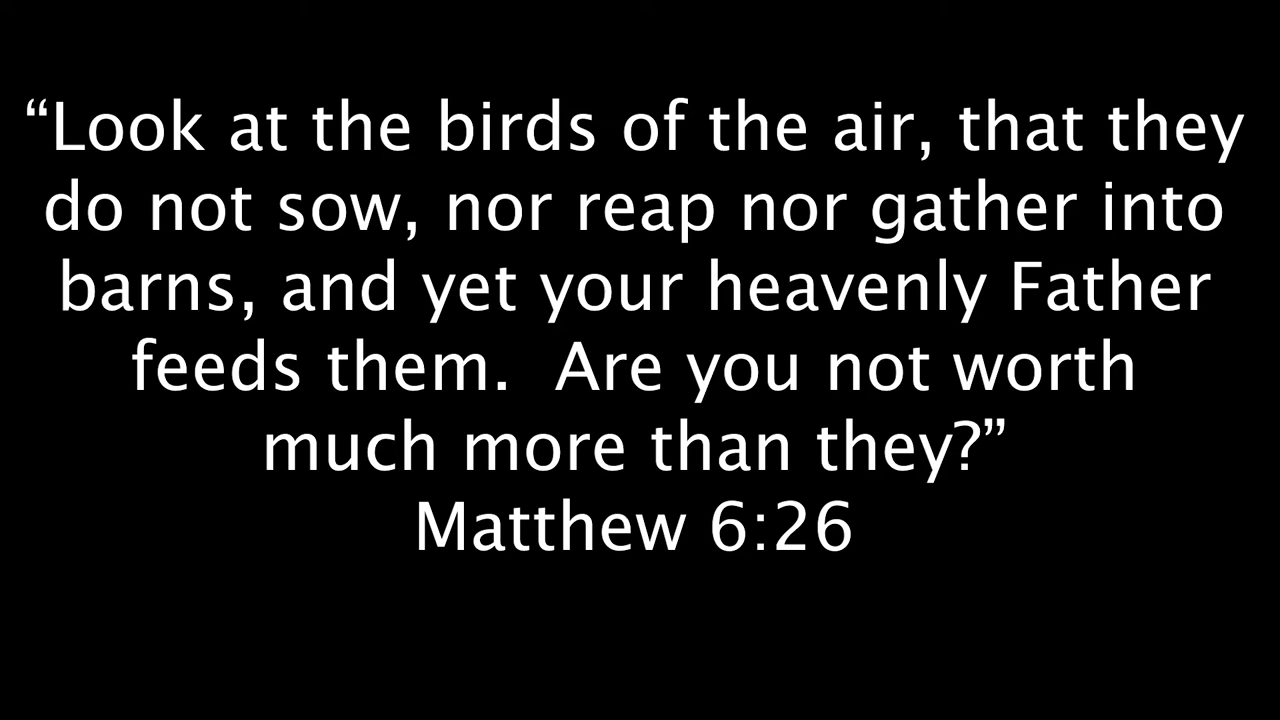 “Look at the birds of the air, that they
do not sow, nor reap nor gather into
barns, and yet your heavenly Father
feeds them.  Are you not worth
much more than they?”
Matthew 6:26